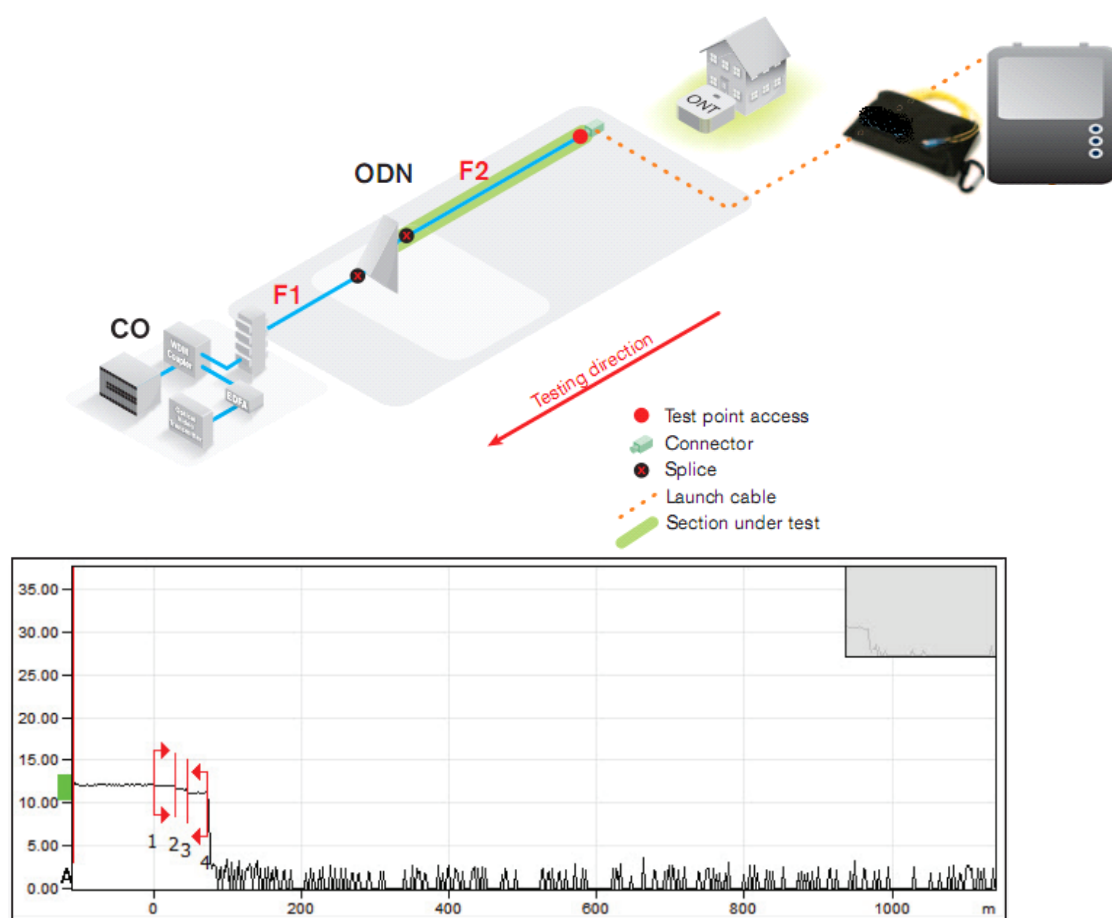 ONT
ODN
F2
F1
CO
WDM
Coupler
EDFA
Optical
Video
Testing direction
Test point access
Connector
Splice
Launch cable
Section under test
35.00
30.00
25.00
20.00
15.00
10.00
5.00
A
0.00
1 2 3 4
0 200 400 600 800 1000 m